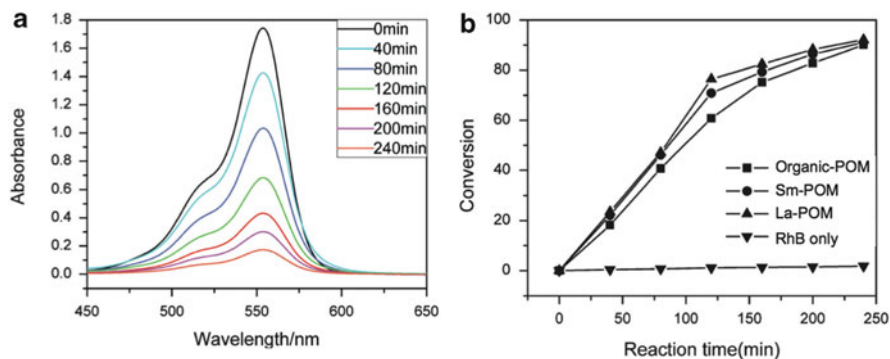 a
1.8
1.6
1.4
1.2
1.0
0.8
0.6
0.4
0.2
0.0
Absorbance
450
500
550
600
650
Wavelength/nm
0min
40min
80min
120min
160min
200min
240min
b
100
80
60
40
20
0
Conversion
0
50
100
150
200
250
Reaction time(min)
Organic-POM
Sm-POM
La-POM
RhB only